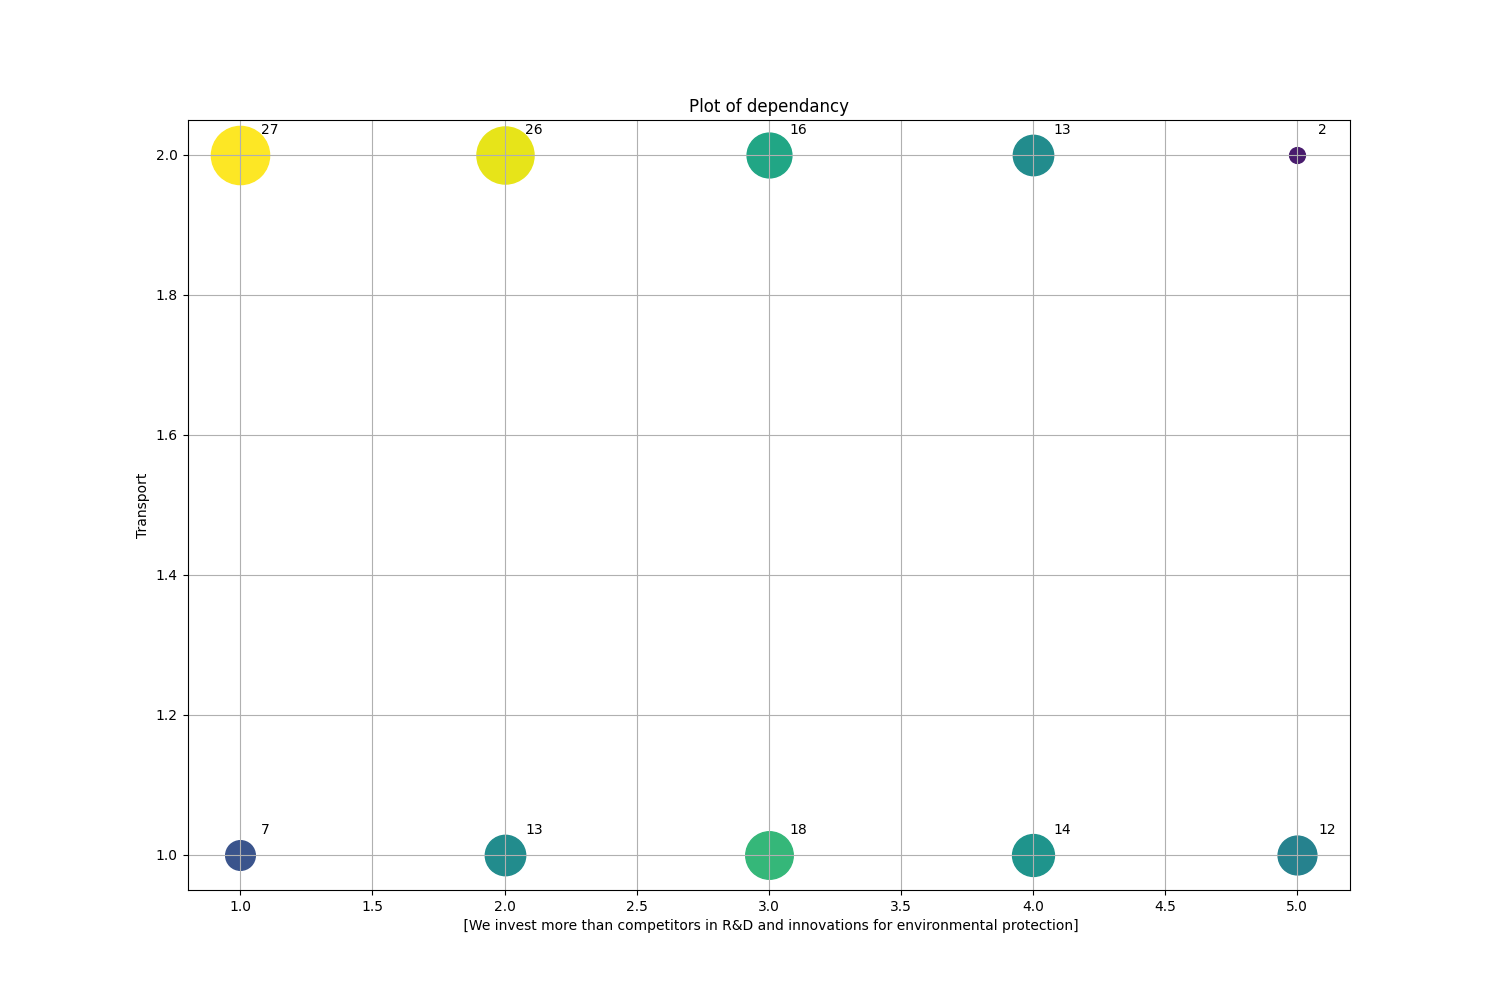 Plot of dependancy
27 26 16 13 2
2.0
1.8
1.6
Transport
1.4
1.2
7 13 18 14 12
1.0
1.0 1.5 2.0 2.5 3.0 3.5 4.0 4.5 5.0
[We invest more than competitors in R&D and innovations for environmental protection]